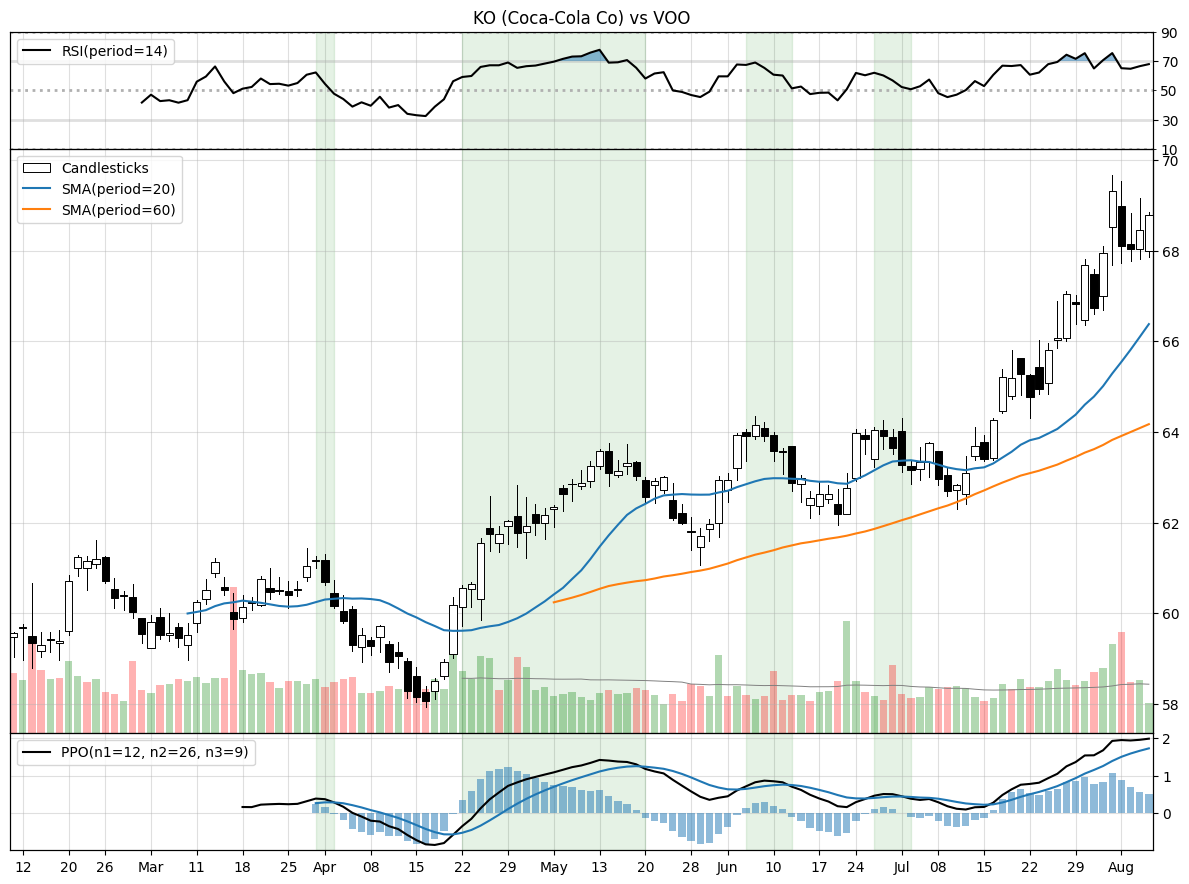 KO (Coca-Cola Co) vs VOO
RSI(period=14)
90
70
50
30
10
Candlesticks
SMA(period=20)
SMA(period=60)
70
68
66
64
62
60
58
PPO(n1=12, n2=26, n3=9)
2
1
0
12 20 26 Mar 11 18 25 Apr 08 15 22 29 May 13 20 28 Jun 10 17 24 Jul 08 15 22 29 Aug